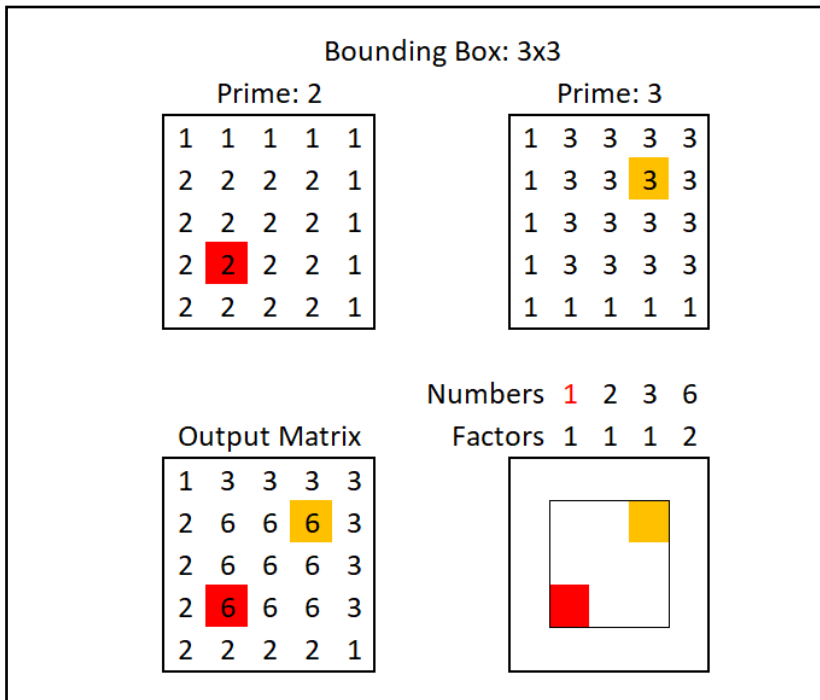 Bounding Box: 3x3
Prime: 2
1 1 1 1 1
2 2 2 2 1
2 2 2 2 1
2 2 2 2 1
2 2 2 2 1
Prime: 3
1 3 3 3 3
1 3 3 3 3
1 3 3 3 3
1 3 3 3 3
1 1 1 1 1
Output Matrix
1 3 3 3 3
2 6 6 6 3
2 6 6 6 3
2 6 6 6 3
2 2 2 2 1
Numbers 1 2 3 6
Factors 1 1 1 2